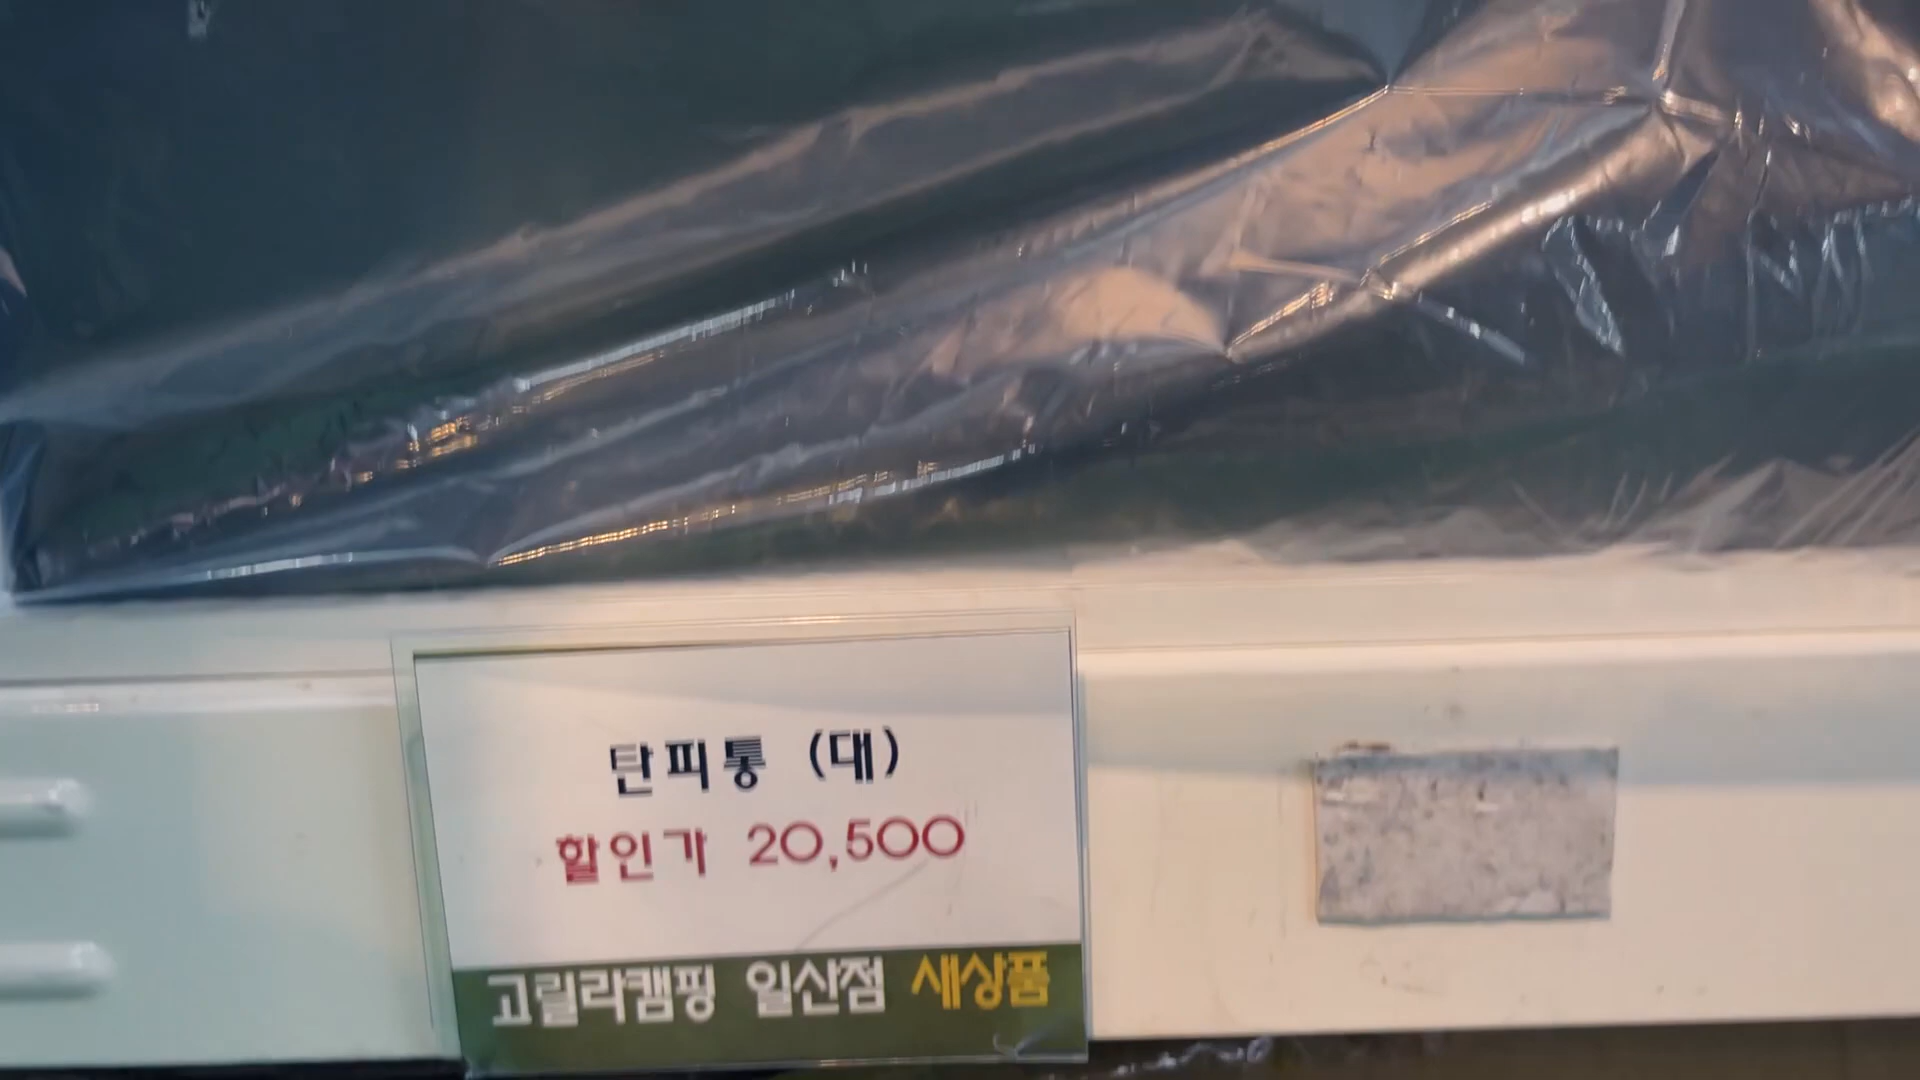 탄피통 (대)
할인가 20,500
고릴라캠핑 일산점 새상품